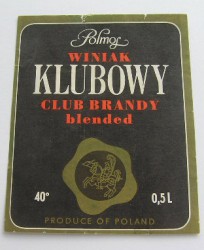 Polmos
WINIAK
KLUBOWY
CLUB BRANDY
blended
40° 0,5 L
PRODUCE OF POLAND